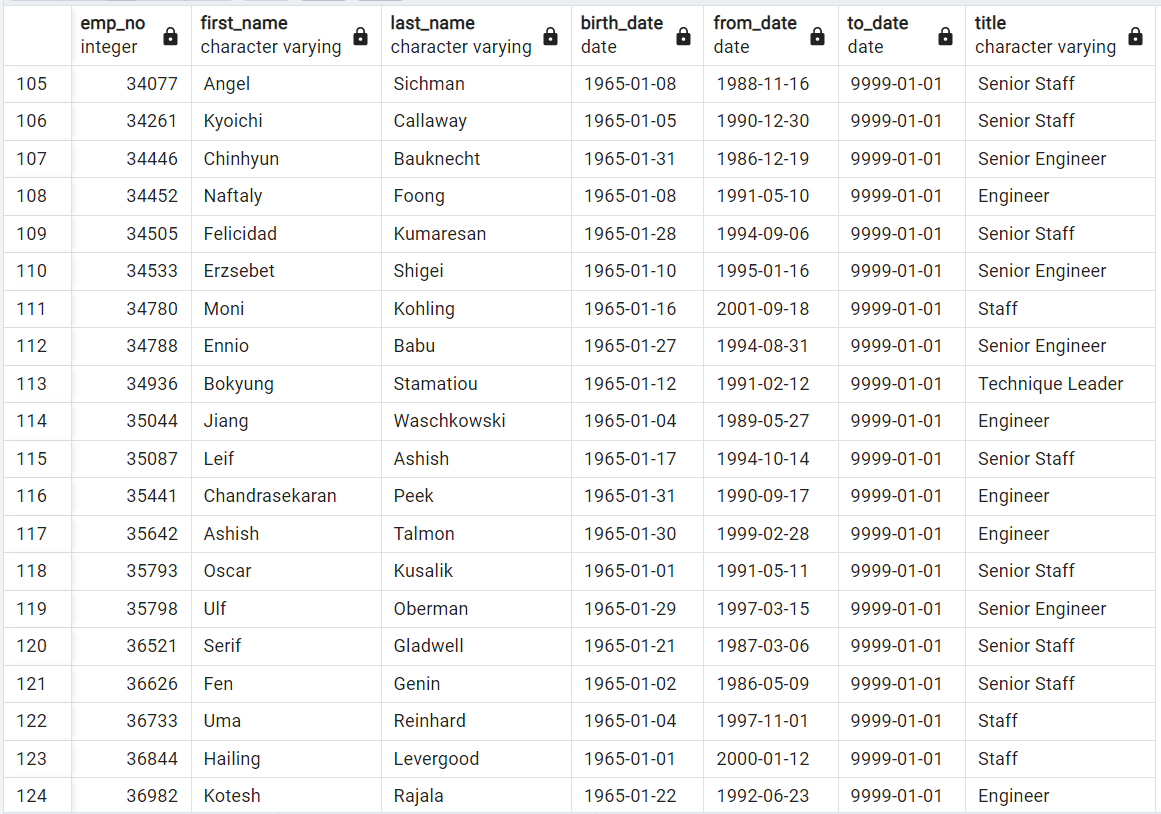 emp_no first_name last_name birth_date from_date to_date title
integer character varying character varying date date date character varying
105 34077 Angel Sichman 1965-01-08 1988-11-16 9999-01-01 Senior Staff
106 34261 Kyoichi Callaway 1965-01-05 1990-12-30 9999-01-01 Senior Staff
107 34446 Chinhyun Bauknecht 1965-01-31 1986-12-19 9999-01-01 Senior Engineer
108 34452 Naftaly Foong 1965-01-08 1991-05-10 9999-01-01 Engineer
109 34505 Felicidad Kumaresan 1965-01-28 1994-09-06 9999-01-01 Senior Staff
110 34533 Erzsebet Shigei 1965-01-10 1995-01-16 9999-01-01 Senior Engineer
111 34780 Moni Kohling 1965-01-16 2001-09-18 9999-01-01 Staff
112 34788 Ennio Babu 1965-01-27 1994-08-31 9999-01-01 Senior Engineer
113 34936 Bokyung Stamatiou 1965-01-12 1991-02-12 9999-01-01 Technique Leader
114 35044 Jiang Waschkowski 1965-01-04 1989-05-27 9999-01-01 Engineer
115 35087 Leif Ashish 1965-01-17 1994-10-14 9999-01-01 Senior Staff
116 35441 Chandrasekaran Peek 1965-01-31 1990-09-17 9999-01-01 Engineer
117 35642 Ashish Talmon 1965-01-30 1999-02-28 9999-01-01 Engineer
118 35793 Oscar Kusalik 1965-01-01 1991-05-11 9999-01-01 Senior Staff
119 35798 Ulf Oberman 1965-01-29 1997-03-15 9999-01-01 Senior Engineer
120 36521 Serif Gladwell 1965-01-21 1987-03-06 9999-01-01 Senior Staff
121 36626 Fen Genin 1965-01-02 1986-05-09 9999-01-01 Senior Staff
122 36733 Uma Reinhard 1965-01-04 1997-11-01 9999-01-01 Staff
123 36844 Hailing Levergood 1965-01-01 2000-01-12 9999-01-01 Staff
124 36982 Kotesh Rajala 1965-01-22 1992-06-23 9999-01-01 Engineer